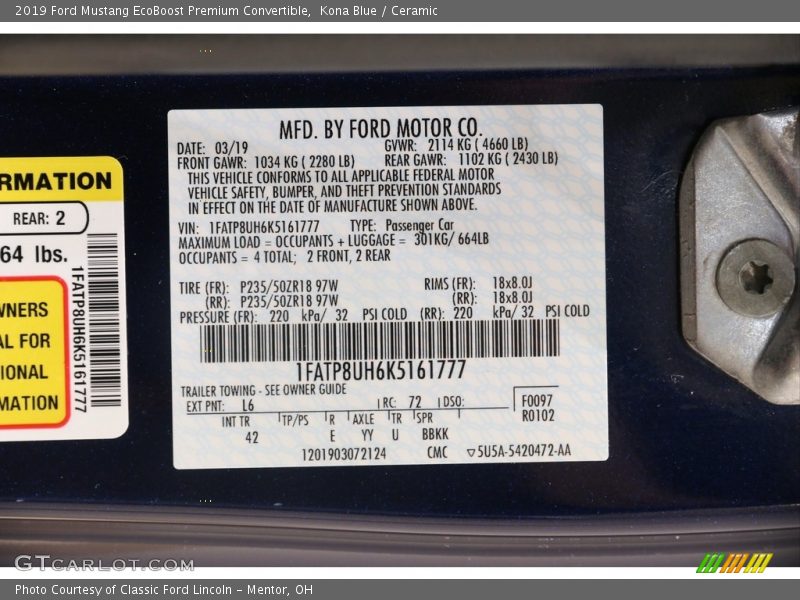 2019 Ford Mustang EcoBoost Premium Convertible, Kona Blue / Ceramic
RMATION
REAR: 2
64 lbs.
WNERS
AL FOR
IONAL
MATION
1FATP8UH6K5161777
MFD. BY FORD MOTOR CO.
DATE: 03/19 GVWR: 2114 KG ( 4660 LB)
FRONT GAWR: 1034 KG ( 2280 LB) REAR GAWR: 1102 KG ( 2430 LB)
THIS VEHICLE CONFORMS TO ALL APPLICABLE FEDERAL MOTOR
VEHICLE SAFETY, BUMPER, AND THEFT PREVENTION STANDARDS
IN EFFECT ON THE DATE OF MANUFACTURE SHOWN ABOVE.
VIN: 1FATP8UH6K5161777 TYPE: Passenger Car
MAXIMUM LOAD = OCCUPANTS + LUGGAGE = 301KG/ 664LB
OCCUPANTS = 4 TOTAL; 2 FRONT, 2 REAR
TIRE (FR): P235/50ZR18 97W RIMS (FR): 18x8.0J
(RR): P235/50ZR18 97W (RR): 18x8.0J
PRESSURE (FR): 220 kPa/ 32 PSI COLD (RR): 220 kPa/ 32 PSI COLD
1FATP8UH6K5161777
TRAILER TOWING - SEE OWNER GUIDE
EXT PNT: L6 RC: 72 DSO: F0097
INT TR TP/PS R AXLE TR SPR R0102
42 E YY U BBKK
1201903072124 CMC ▽5U5A-5420472-AA
GTCARLOT.COM
Photo Courtesy of Classic Ford Lincoln - Mentor, OH